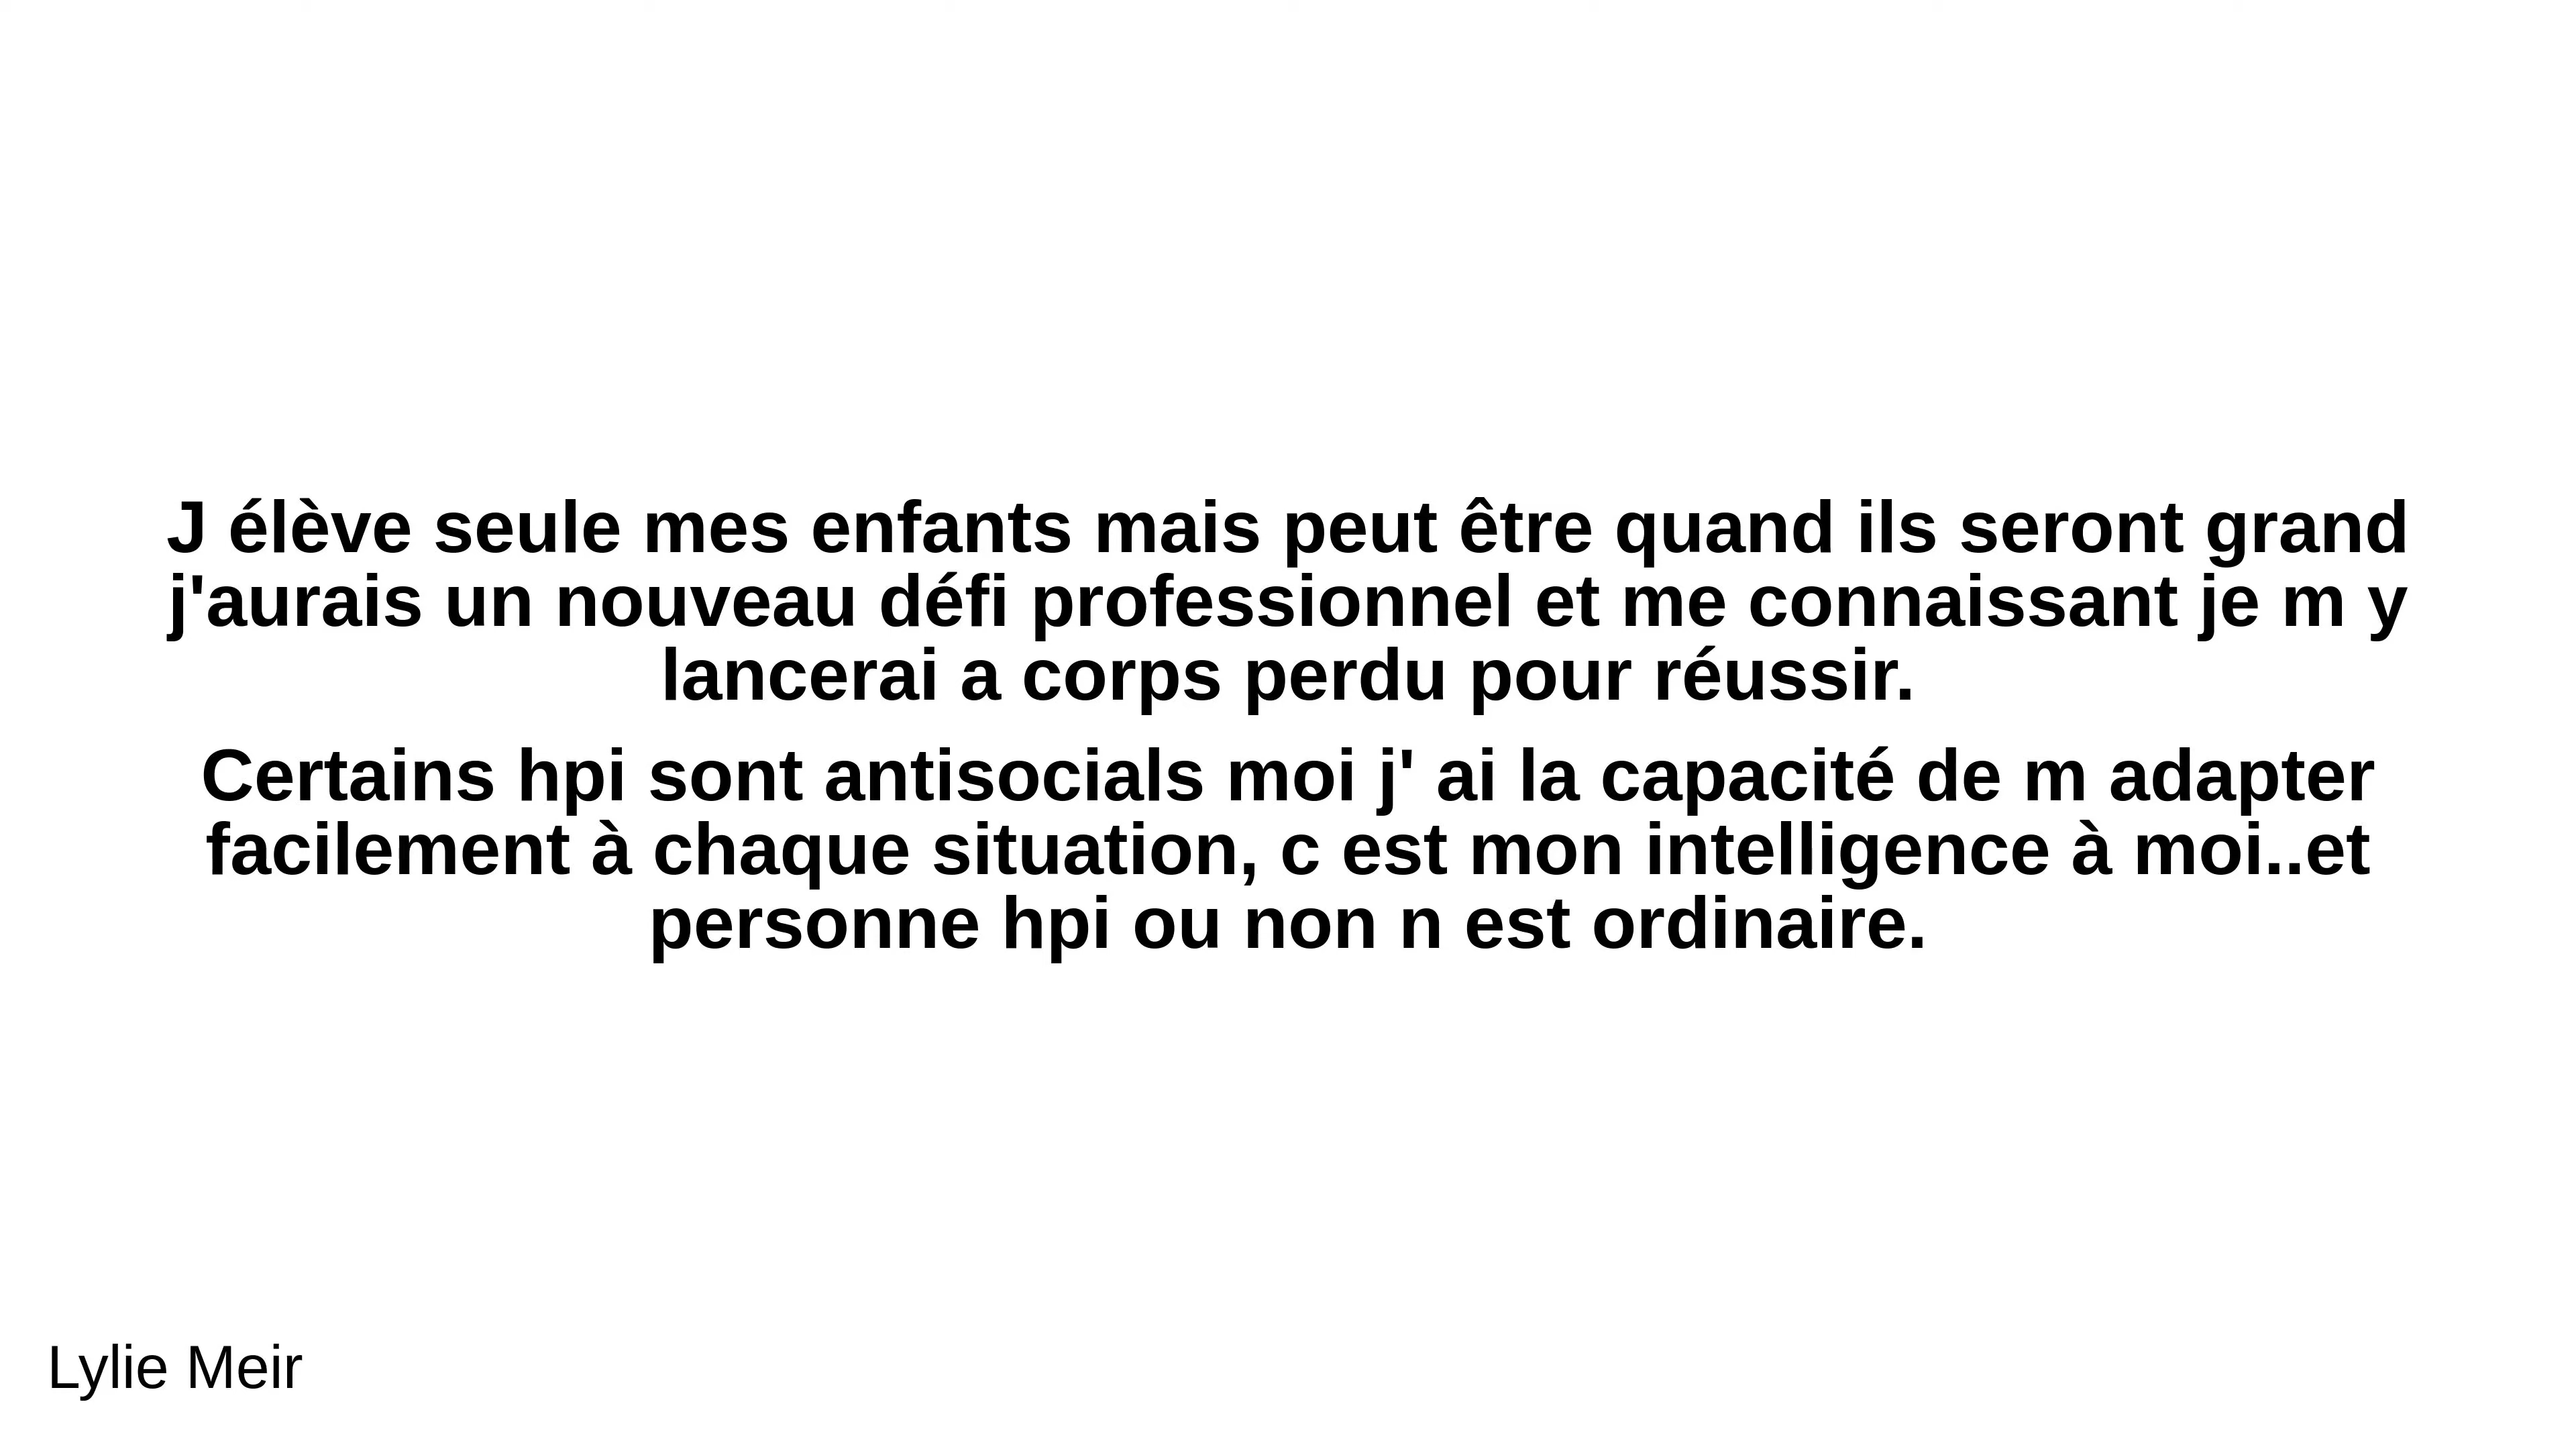 J élève seule mes enfants mais peut être quand ils seront grand
j'aurais un nouveau défi professionnel et me connaissant je m y
lancerai a corps perdu pour réussir.
Certains hpi sont antisocials moi j' ai la capacité de m adapter
facilement à chaque situation, c est mon intelligence à moi..et
personne hpi ou non n est ordinaire.
Lylie Meir